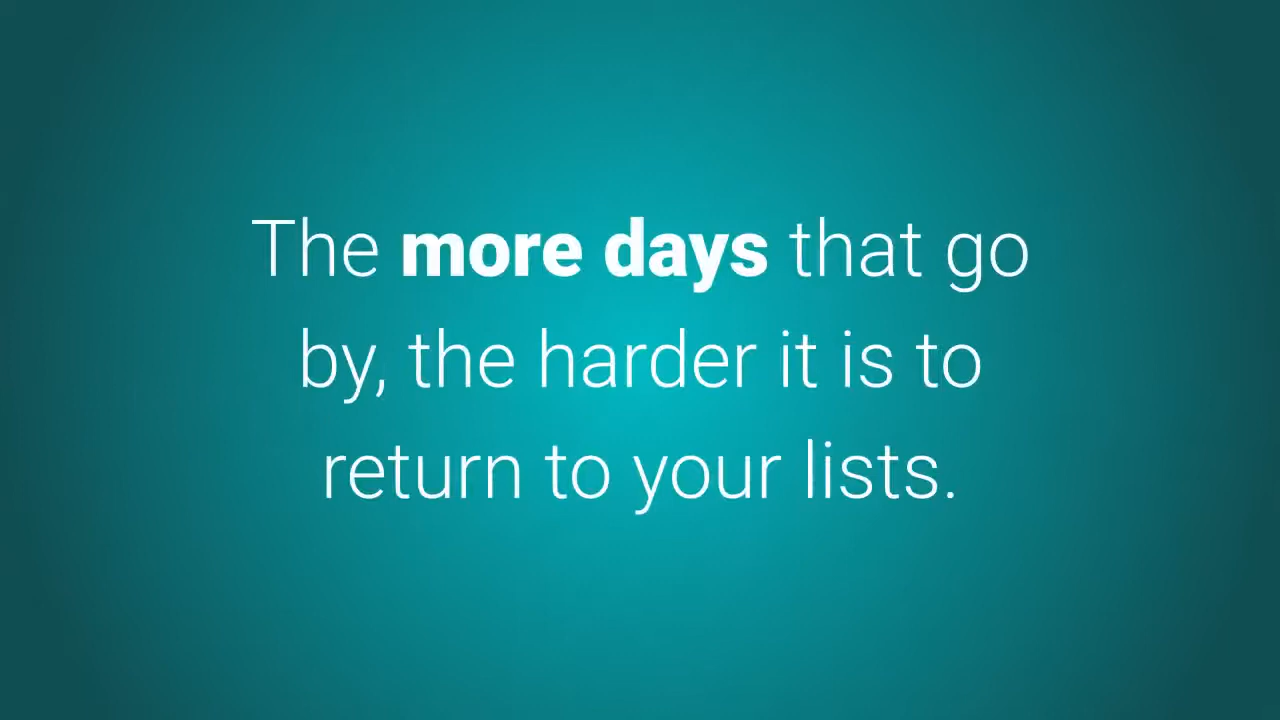 The more days that go
by, the harder it is to
return to your lists.